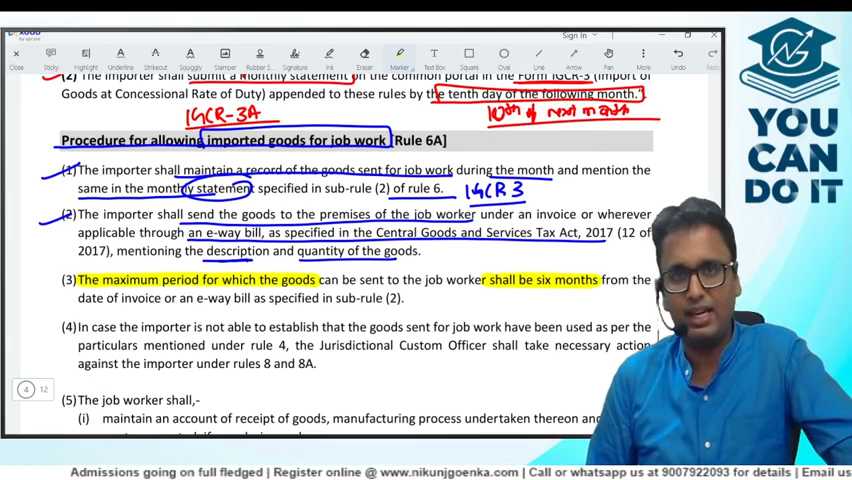 Sign In
Close
Select
Highlight
Underline
Strikeout
Squiggly
Stamper
Rubber S...
Ink
Eraser
Marker
Text Box
Square
Oval
Line
Arrow
Pan
More
Undo
Redo
(2) The importer shall submit a monthly statement on the common portal in the Form IGCR-3 (Import of
Goods at Concessional Rate of Duty) appended to these rules by the tenth day of the following month."
IGCR-3A
10th of next month
Procedure for allowing imported goods for job work [Rule 6A]
(1) The importer shall maintain a record of the goods sent for job work during the month and mention the
same in the monthly statement specified in sub-rule (2) of rule 6.
IGCR 3
(2) The importer shall send the goods to the premises of the job worker under an invoice or wherever
applicable through an e-way bill, as specified in the Central Goods and Services Tax Act, 2017 (12 of
2017), mentioning the description and quantity of the goods.
(3) The maximum period for which the goods can be sent to the job worker shall be six months from the
date of invoice or an e-way bill as specified in sub-rule (2).
(4) In case the importer is not able to establish that the goods sent for job work have been used as per the
particulars mentioned under rule 4, the Jurisdictional Custom Officer shall take necessary action
against the importer under rules 8 and 8A.
4 12
(5) The job worker shall,-
(i) maintain an account of receipt of goods, manufacturing process undertaken thereon and
NG
YOU
CAN
DO IT
Admissions going on full fledged | Register online @ www.nikunjgoenka.com | Call or whatsapp us at 9007922093 for details | Email us